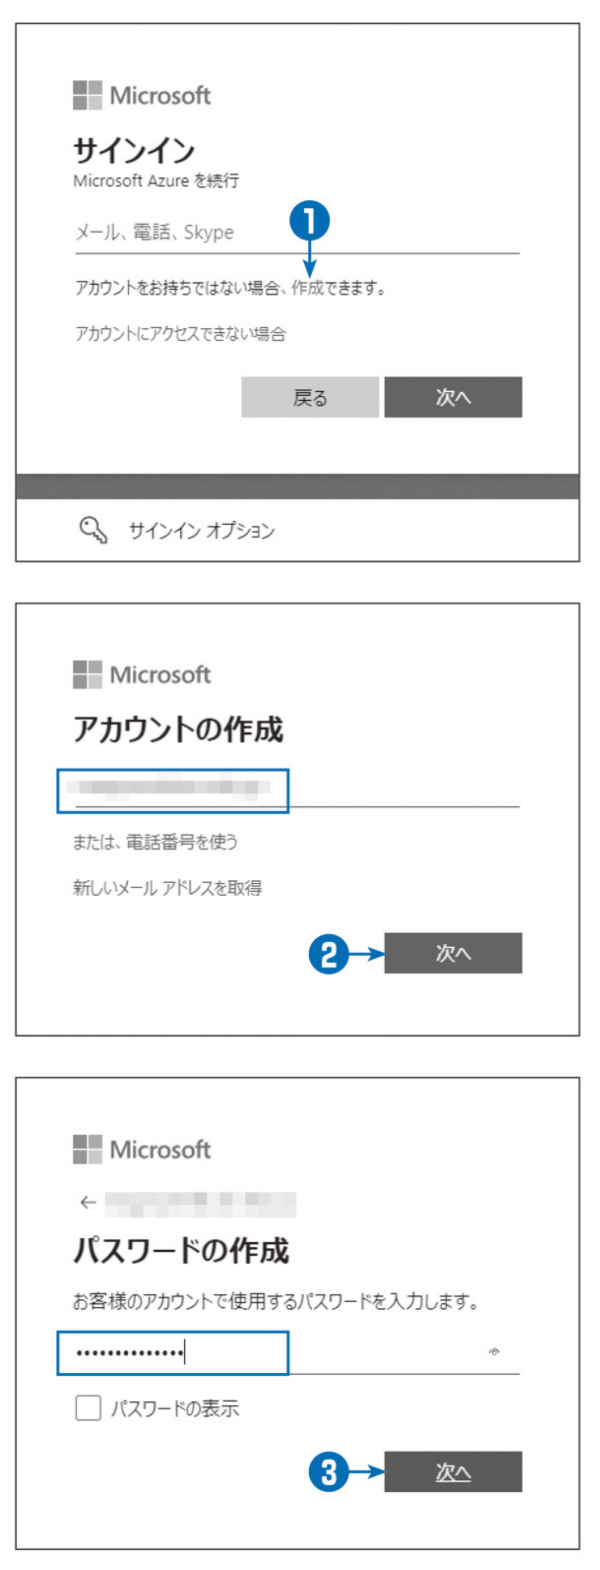 Microsoft
サインイン
Microsoft Azure を続行
メール、電話、Skype
1
アカウントをお持ちではない場合、作成できます。
アカウントにアクセスできない場合
戻る
次へ
サインイン オプション
Microsoft
アカウントの作成
または、電話番号を使う
新しいメール アドレスを取得
2
次へ
Microsoft
←
パスワードの作成
お客様のアカウントで使用するパスワードを入力します。
••••••••••••••
パスワードの表示
3
次へ